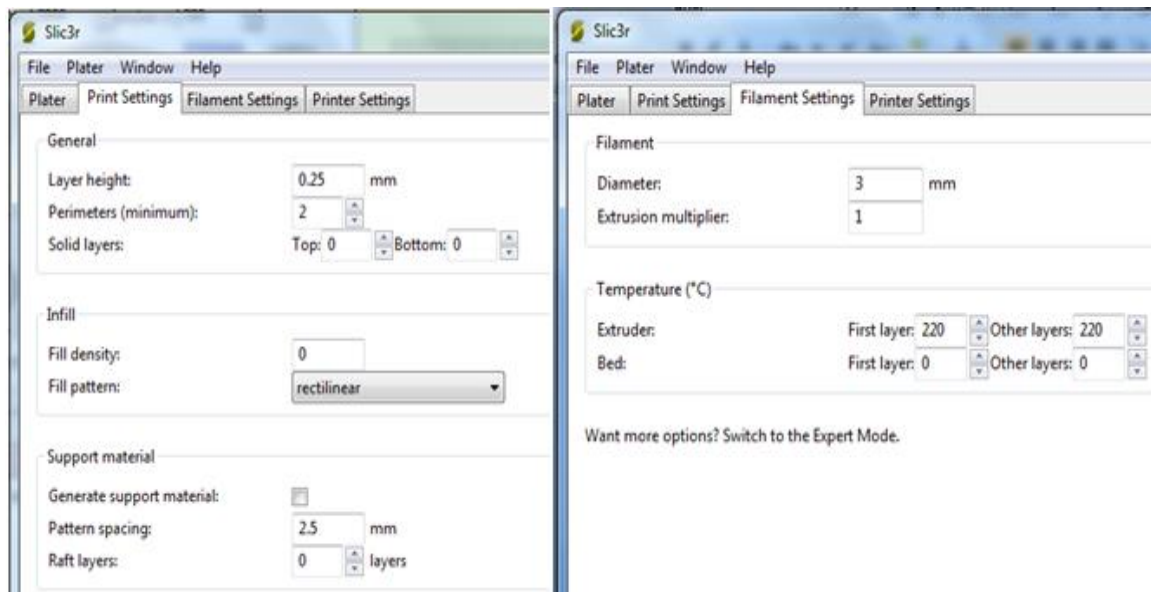 Slic3r
File Plater Window Help
Plater Print Settings Filament Settings Printer Settings
General
Layer height: 0.25 mm
Perimeters (minimum): 2
Solid layers: Top: 0 Bottom: 0
Infill
Fill density: 0
Fill pattern: rectilinear
Support material
Generate support material:
Pattern spacing: 2.5 mm
Raft layers: 0 layers
Slic3r
File Plater Window Help
Plater Print Settings Filament Settings Printer Settings
Filament
Diameter: 3 mm
Extrusion multiplier: 1
Temperature (°C)
Extruder: First layer: 220 Other layers: 220
Bed: First layer: 0 Other layers: 0
Want more options? Switch to the Expert Mode.